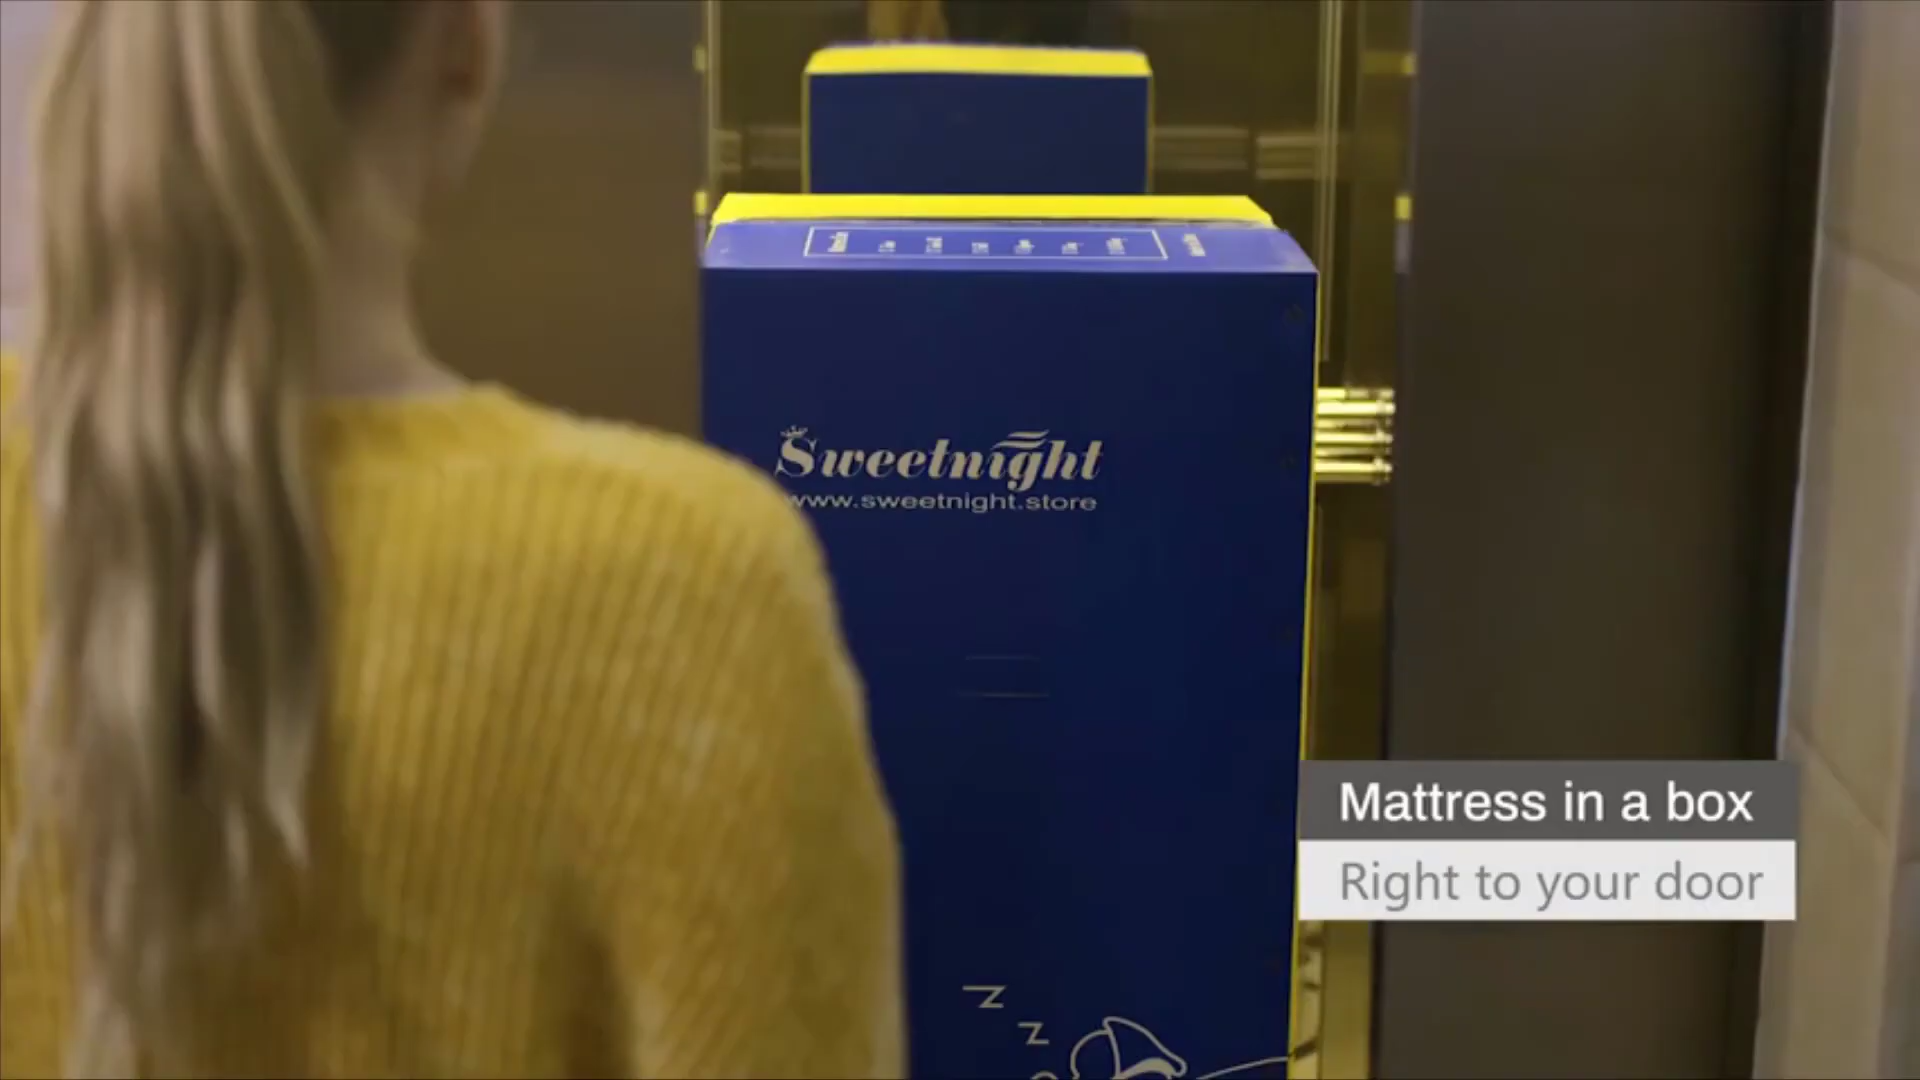 Sweetnight
www.sweetnight.store
Mattress in a box
Right to your door
z
z